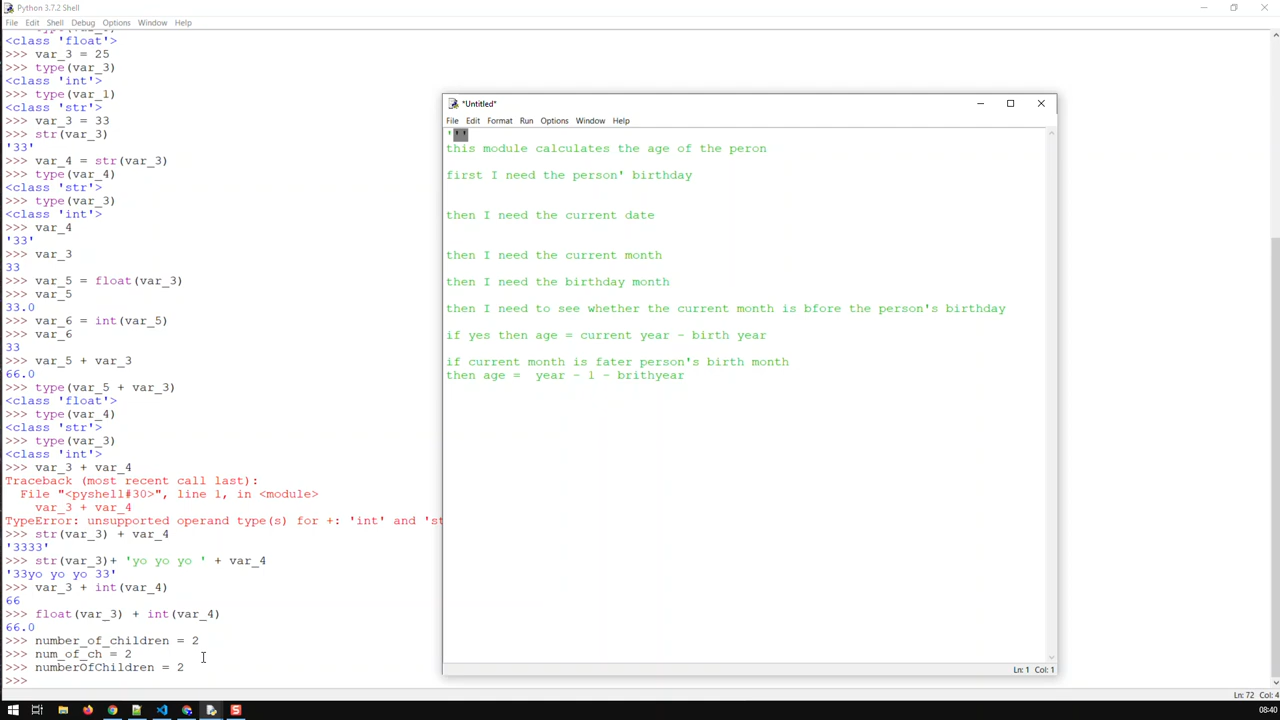 Python 3.7.2 Shell
File Edit Shell Debug Options Window Help
<class 'float'>
>>> var_3 = 25
>>> type(var_3)
<class 'int'>
>>> type(var_1)
<class 'str'>
>>> var_3 = 33
>>> str(var_3)
'33'
>>> var_4 = str(var_3)
>>> type(var_4)
<class 'str'>
>>> type(var_3)
<class 'int'>
>>> var_4
'33'
>>> var_3
33
>>> var_5 = float(var_3)
>>> var_5
33.0
>>> var_6 = int(var_5)
>>> var_6
33
>>> var_5 + var_3
66.0
>>> type(var_5 + var_3)
<class 'float'>
>>> type(var_4)
<class 'str'>
>>> type(var_3)
<class 'int'>
>>> var_3 + var_4
Traceback (most recent call last):
File "<pyshell#30>", line 1, in <module>
var_3 + var_4
TypeError: unsupported operand type(s) for +: 'int' and 'st
>>> str(var_3) + var_4
'3333'
>>> str(var_3)+ 'yo yo yo ' + var_4
'33yo yo yo 33'
>>> var_3 + int(var_4)
66
>>> float(var_3) + int(var_4)
66.0
>>> number_of_children = 2
>>> num_of_ch = 2
>>> numberOfChildren = 2
>>>
*Untitled*
File Edit Format Run Options Window Help
'''
this module calculates the age of the peron
first I need the person' birthday
then I need the current date
then I need the current month
then I need the birthday month
then I need to see whether the current month is bfore the person's birthday
if yes then age = current year - birth year
if current month is fater person's birth month
then age =  year - 1 - brithyear
Ln: 1 Col: 1
Ln: 72 Col: 4
08:40